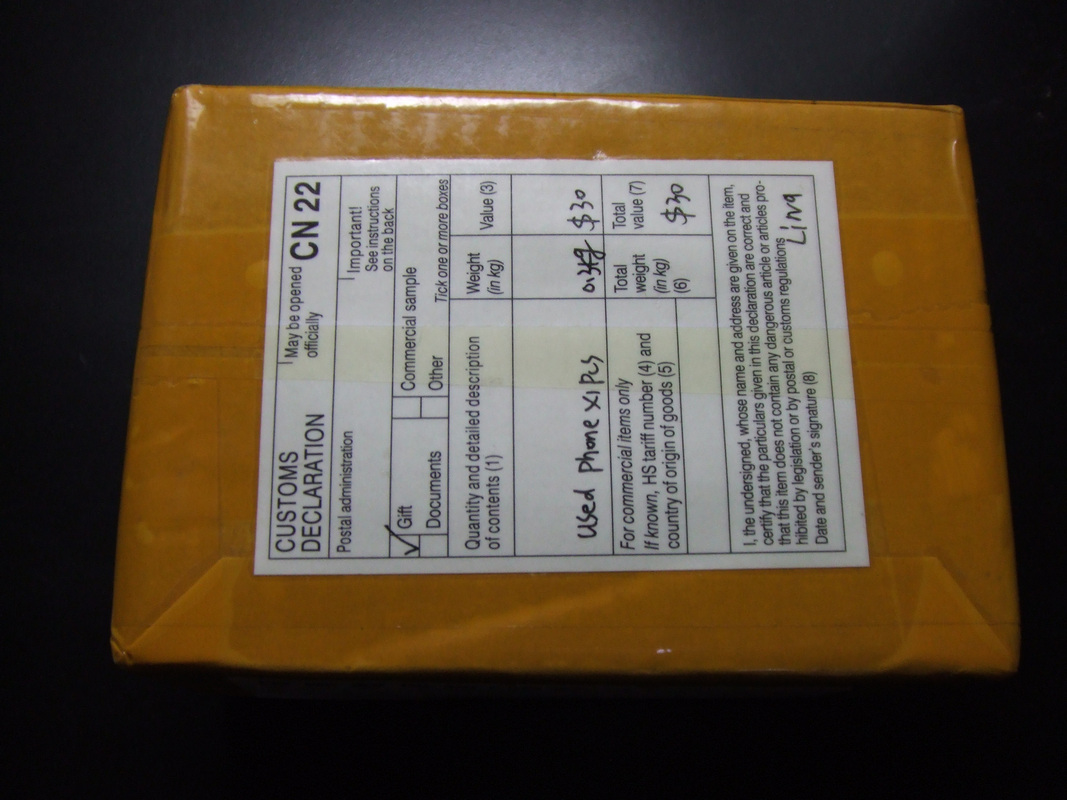 CUSTOMS DECLARATION
May be opened officially
CN 22
Postal administration
Important!
See instructions
on the back
✓ Gift
Commercial sample
Documents
Other
Tick one or more boxes
Quantity and detailed description
of contents (1)
Weight
(in kg)
Value (3)
Used Phone x1 PCS
$30
For commercial items only
If known, HS tariff number (4) and
country of origin of goods (5)
Total
weight
(in kg)
(6)
Total
value (7)
$30
I, the undersigned, whose name and address are given on the item,
certify that the particulars given in this declaration are correct and
that this item does not contain any dangerous article or articles pro-
hibited by legislation or by postal or customs regulations
Date and sender's signature (8)
Ling